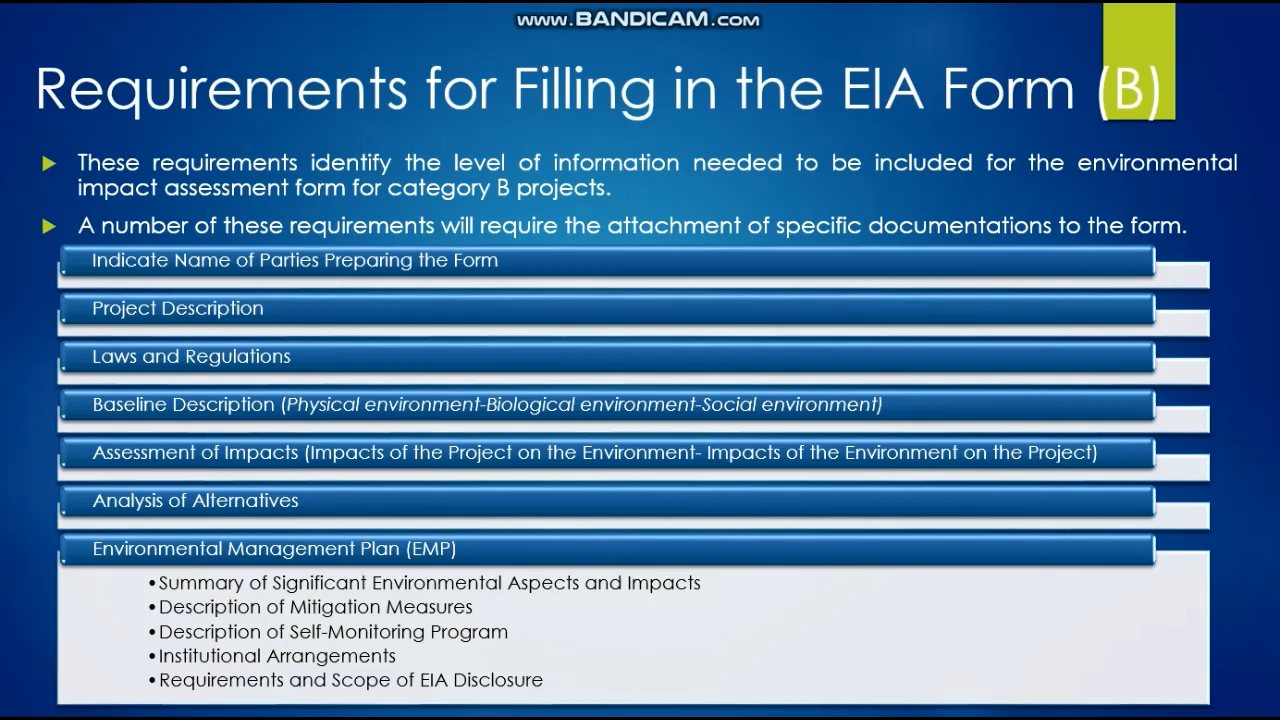 www.BANDICAM.com
Requirements for Filling in the EIA Form (B)
These requirements identify the level of information needed to be included for the environmental
impact assessment form for category B projects.
A number of these requirements will require the attachment of specific documentations to the form.
Indicate Name of Parties Preparing the Form
Project Description
Laws and Regulations
Baseline Description (Physical environment-Biological environment-Social environment)
Assessment of Impacts (Impacts of the Project on the Environment- Impacts of the Environment on the Project)
Analysis of Alternatives
Environmental Management Plan (EMP)
•Summary of Significant Environmental Aspects and Impacts
•Description of Mitigation Measures
•Description of Self-Monitoring Program
•Institutional Arrangements
•Requirements and Scope of EIA Disclosure